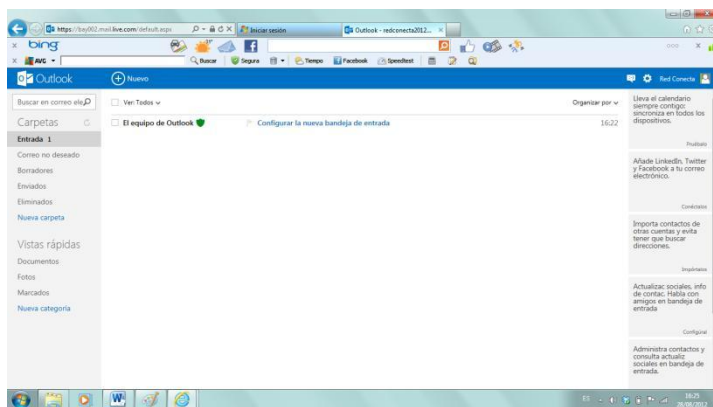 https://bay002.mail.live.com/default.aspx
Iniciar sesión
Outlook - redconecta2012...
bing
AVG
Buscar
Segura
Tiempo
Facebook
Speedtest
Outlook
Nuevo
Red Conecta
Buscar en correo ele
Ver: Todos
Organizar por
Carpetas
El equipo de Outlook
Configurar la nueva bandeja de entrada
16:22
Entrada 1
Correo no deseado
Borradores
Enviados
Eliminados
Nueva carpeta
Vistas rápidas
Documentos
Fotos
Marcados
Nueva categoría
Lleva el calendario
siempre contigo:
sincroniza en todos los
dispositivos.
Pruébalo
Añade LinkedIn, Twitter
y Facebook a tu correo
electrónico.
Conéctalos
Importa contactos de
otras cuentas y evita
tener que buscar
direcciones.
Impórtalos
Actualizac sociales, info
de contac. Habla con
amigos en bandeja de
entrada
Configurar
Administra contactos y
consulta actualiz
sociales en bandeja de
entrada.
ES
16:25
28/08/2012